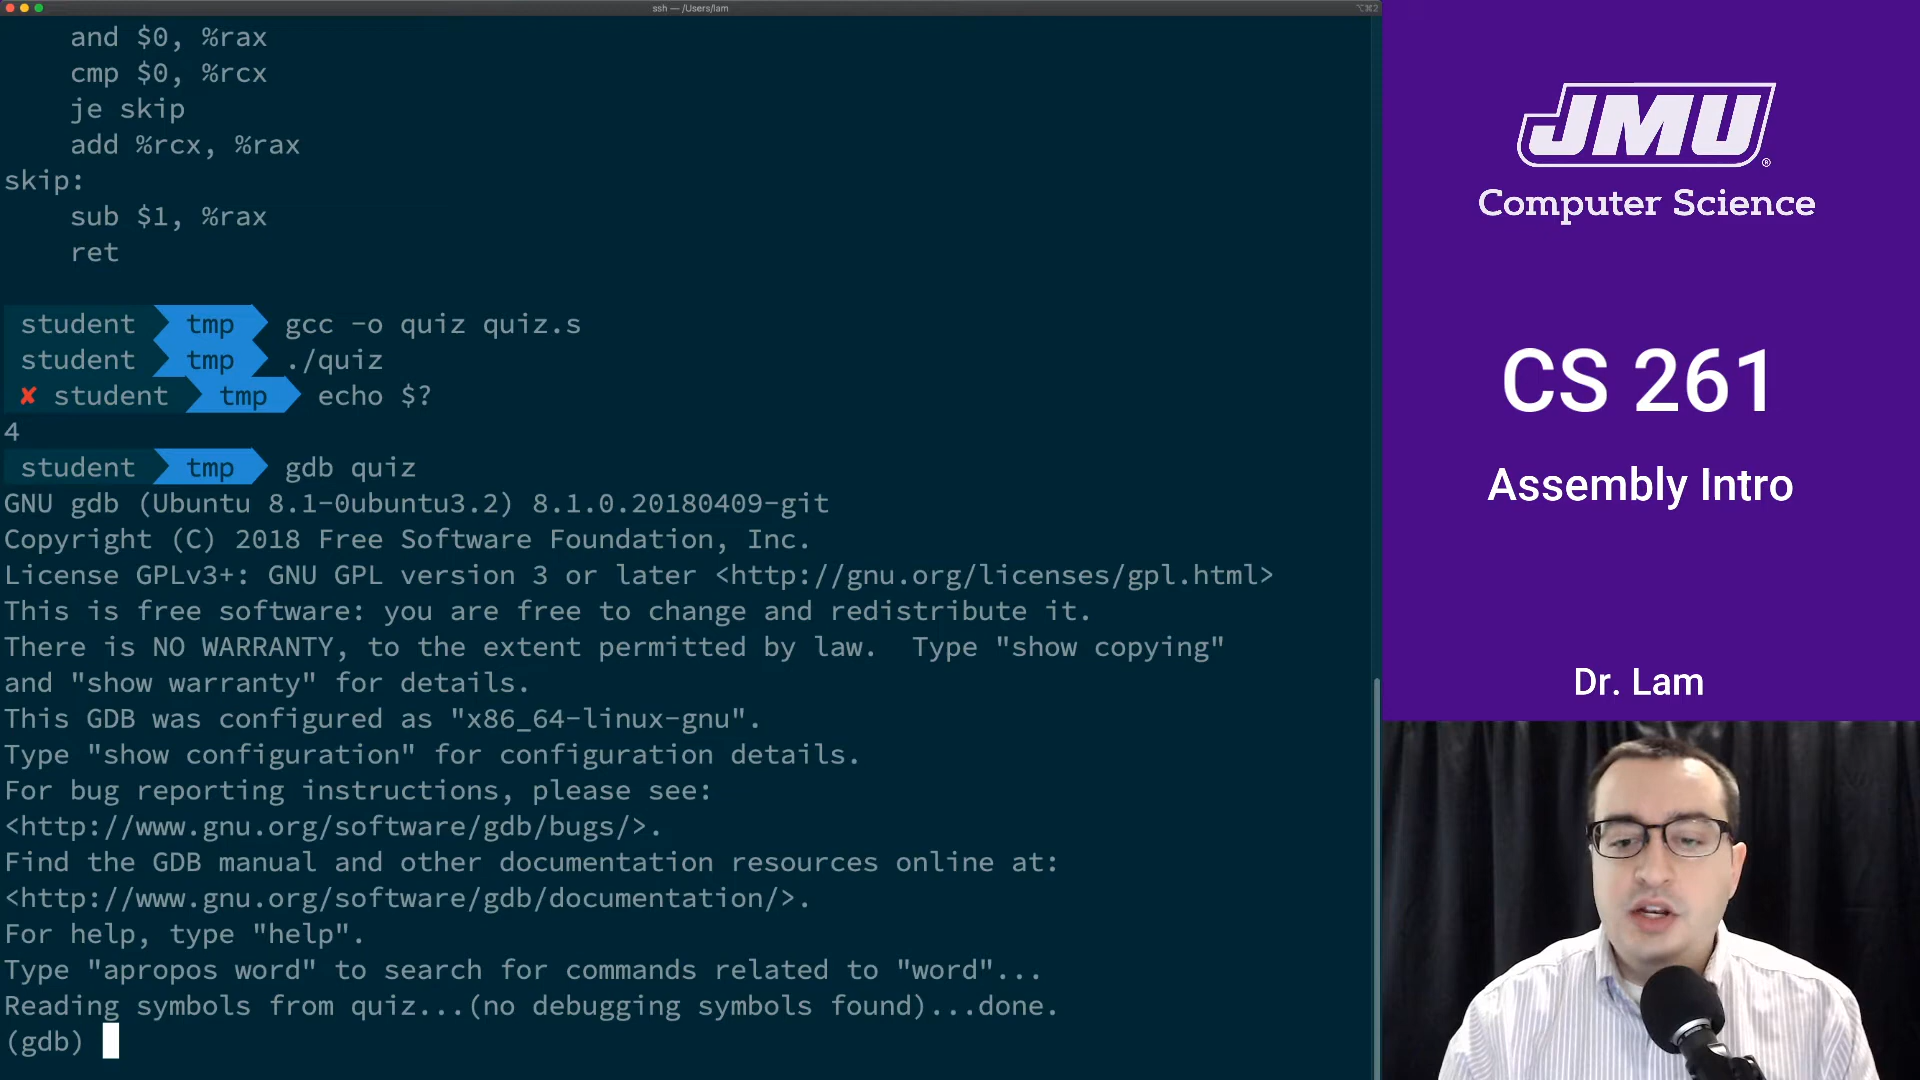 ssh — /Users/lam
⌥⌘2
    and $0, %rax
    cmp $0, %rcx
    je skip
    add %rcx, %rax
skip:
    sub $1, %rax
    ret
student tmp gcc -o quiz quiz.s
student tmp ./quiz
✘ student tmp echo $?
4
student tmp gdb quiz
GNU gdb (Ubuntu 8.1-0ubuntu3.2) 8.1.0.20180409-git
Copyright (C) 2018 Free Software Foundation, Inc.
License GPLv3+: GNU GPL version 3 or later <http://gnu.org/licenses/gpl.html>
This is free software: you are free to change and redistribute it.
There is NO WARRANTY, to the extent permitted by law.  Type "show copying"
and "show warranty" for details.
This GDB was configured as "x86_64-linux-gnu".
Type "show configuration" for configuration details.
For bug reporting instructions, please see:
<http://www.gnu.org/software/gdb/bugs/>.
Find the GDB manual and other documentation resources online at:
<http://www.gnu.org/software/gdb/documentation/>.
For help, type "help".
Type "apropos word" to search for commands related to "word"...
Reading symbols from quiz...(no debugging symbols found)...done.
(gdb)
JMU®
Computer Science
CS 261
Assembly Intro
Dr. Lam